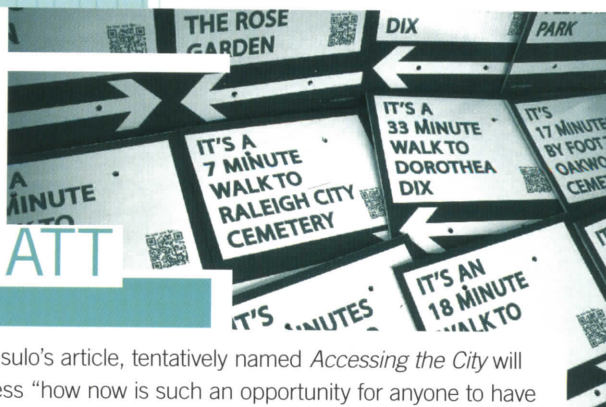 THE ROSE
GARDEN
DIX
PARK
IT'S A
7 MINUTE
WALK TO
RALEIGH CITY
CEMETERY
IT'S A
33 MINUTE
WALK TO
DOROTHEA
DIX
IT'S
17 MINUTE
BY FOOT
A
MINUTE
IT'S AN
18 MINUTE
WALK TO
IT'S
ATT
sulo's article, tentatively named Accessing the City will
ess “how now is such an opportunity for anyone to have